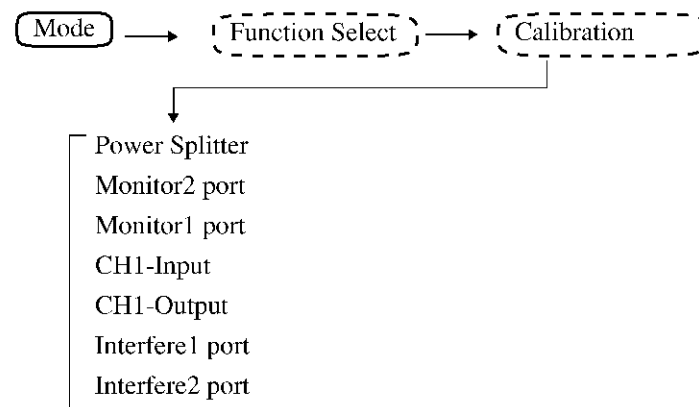 Mode
Function Select
Calibration
Power Splitter
Monitor2 port
Monitor1 port
CH1-Input
CH1-Output
Interfere1 port
Interfere2 port